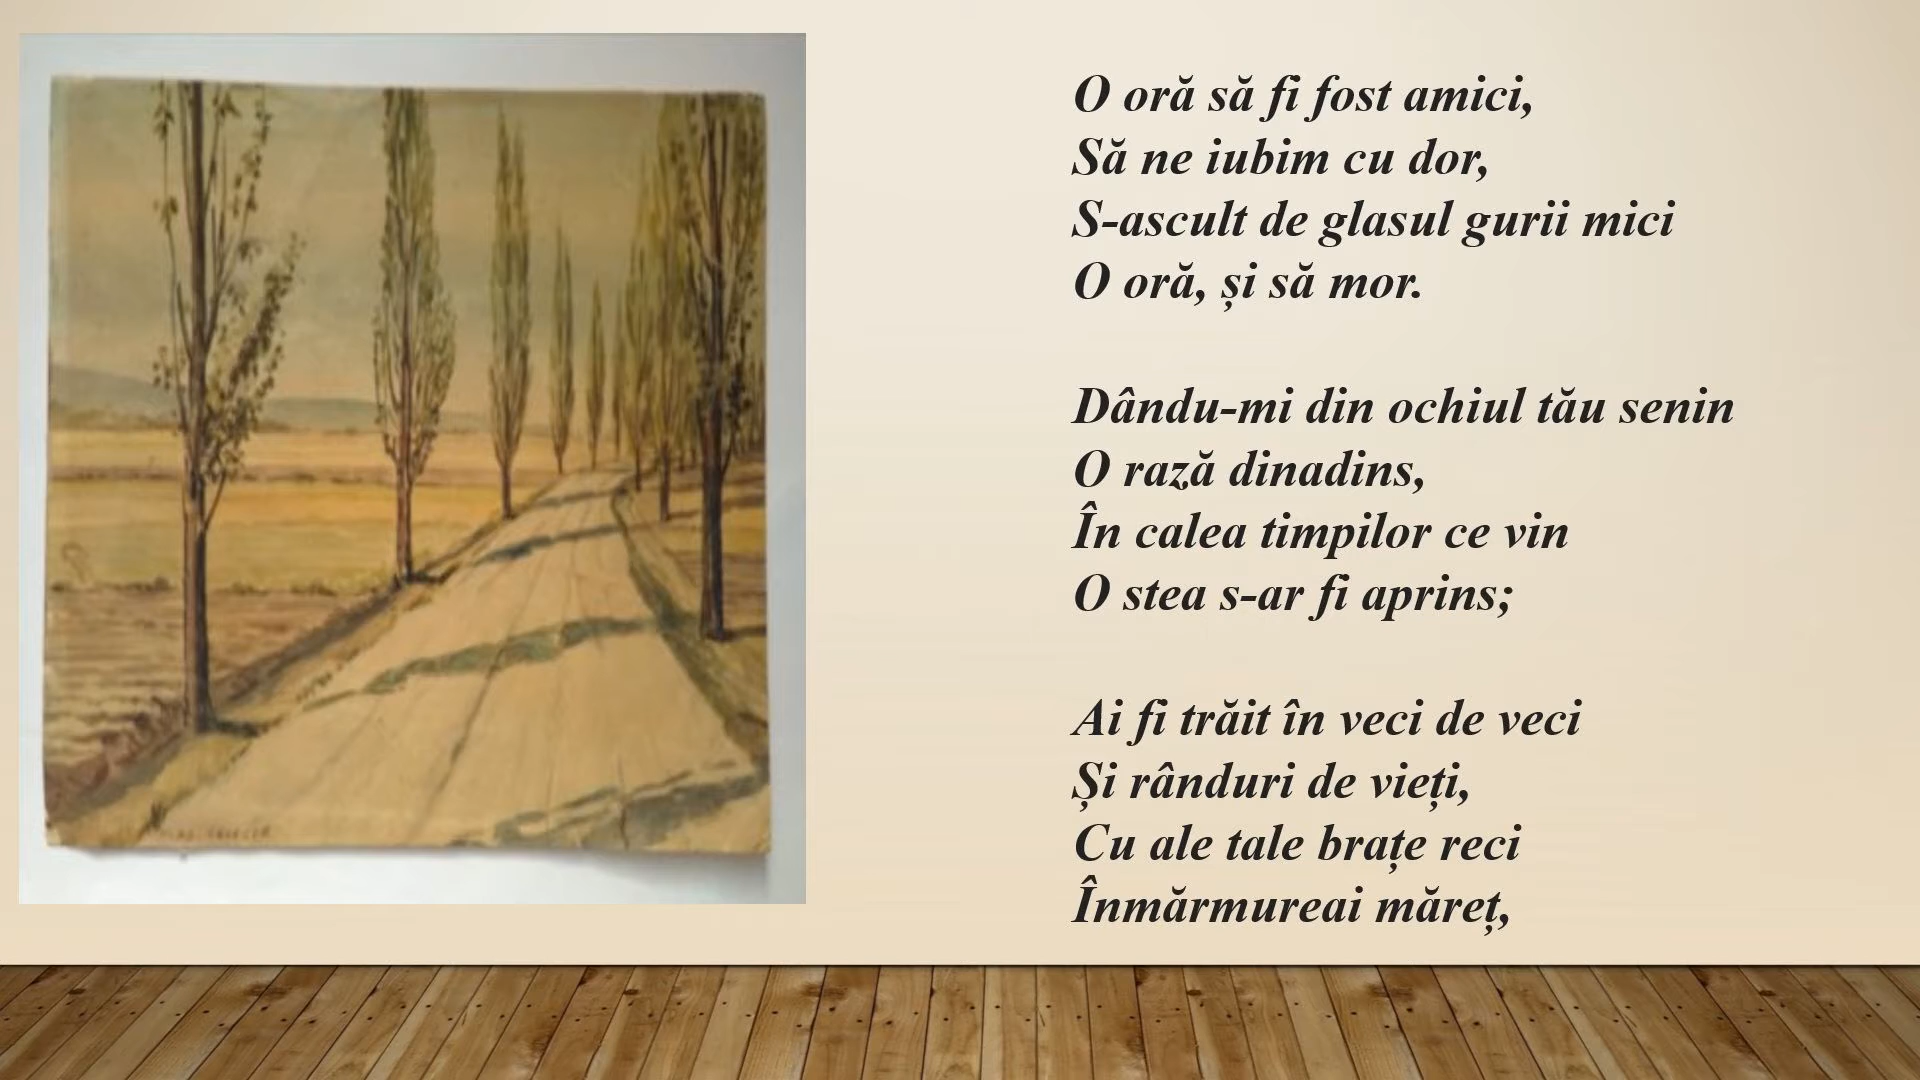 O oră să fi fost amici,
Să ne iubim cu dor,
S-ascult de glasul gurii mici
O oră, și să mor.
Dându-mi din ochiul tău senin
O rază dinadins,
În calea timpilor ce vin
O stea s-ar fi aprins;
Ai fi trăit în veci de veci
Și rânduri de vieți,
Cu ale tale brațe reci
Înmărmureai măreț,